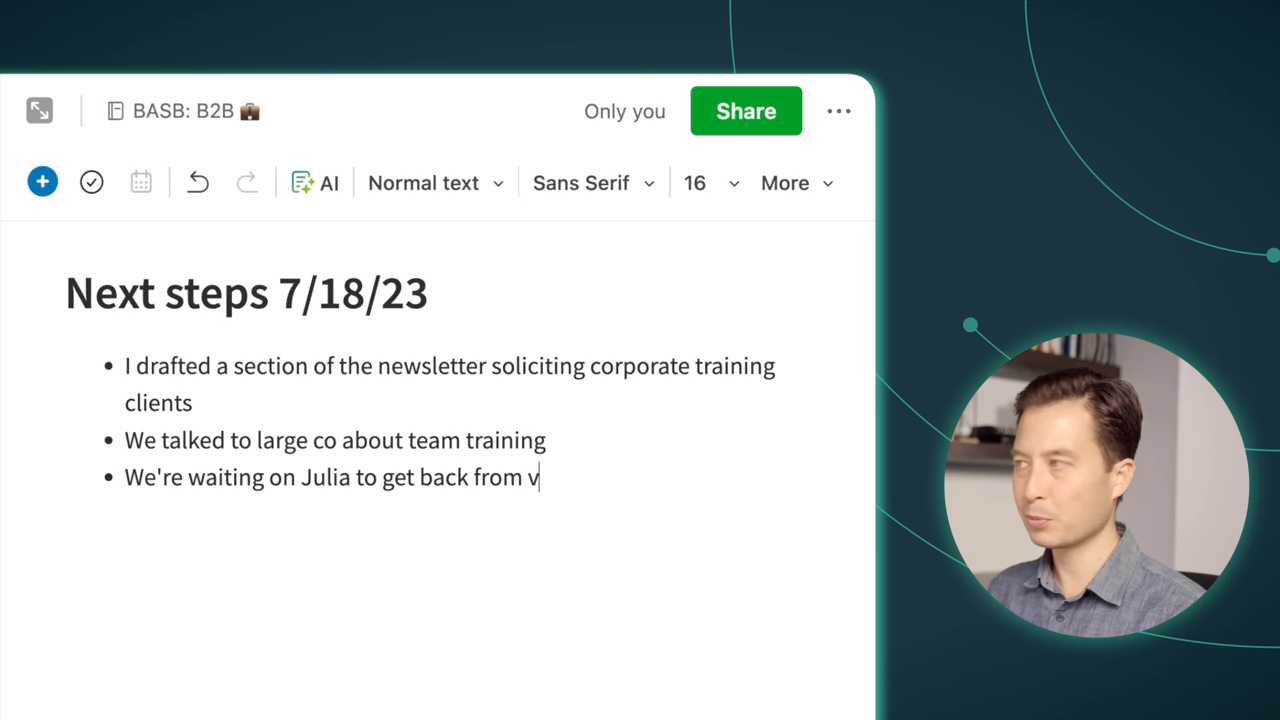 BASB: B2B 💼
Only you
Share
AI
Normal text
Sans Serif
16
More
Next steps 7/18/23
• I drafted a section of the newsletter soliciting corporate training
clients
• We talked to large co about team training
• We're waiting on Julia to get back from v